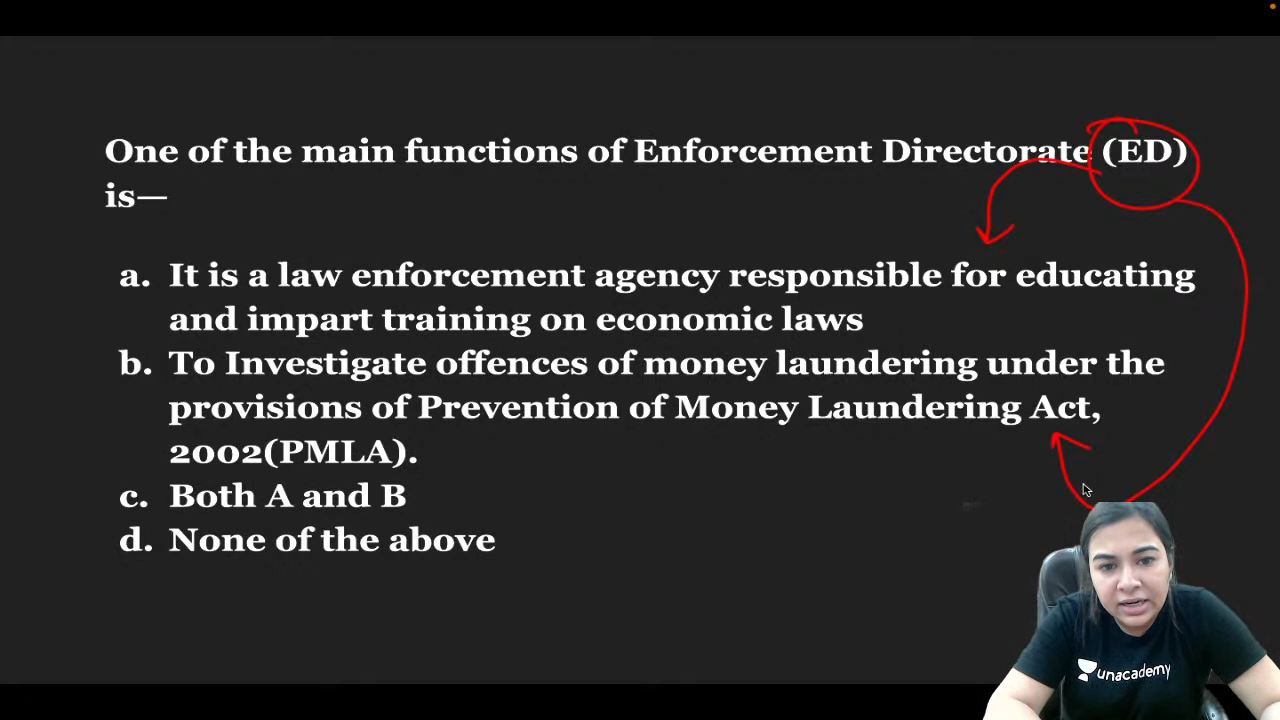 One of the main functions of Enforcement Directorate (ED)
is—
a. It is a law enforcement agency responsible for educating
and impart training on economic laws
b. To Investigate offences of money laundering under the
provisions of Prevention of Money Laundering Act,
2002(PMLA).
c. Both A and B
d. None of the above
unacademy